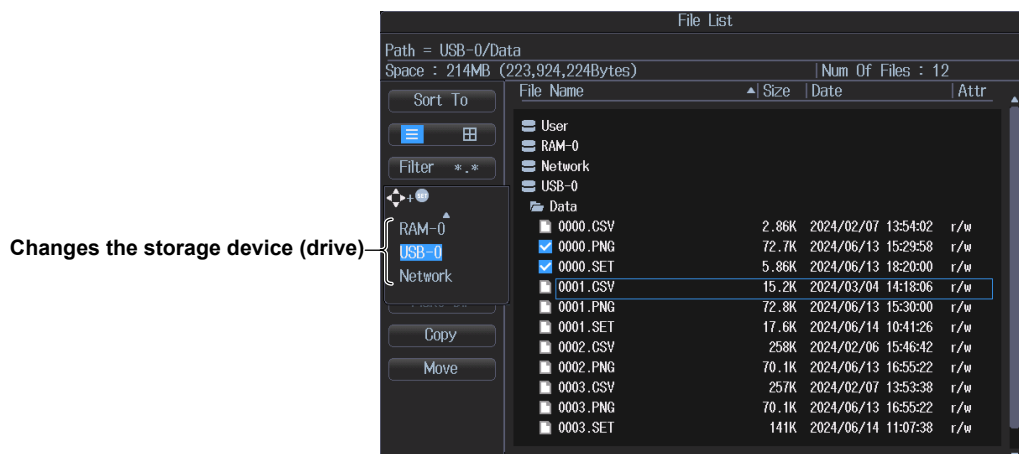 File List
Path = USB-0/Data
Space : 214MB (223,924,224Bytes) Num Of Files : 12
Sort To
File Name Size Date Attr
Filter *.*
+ SET
RAM-0
USB-0
Network
Changes the storage device (drive)
Copy
Move
User
RAM-0
Network
USB-0
Data
0000.CSV 2.86K 2024/02/07 13:54:02 r/w
0000.PNG 72.7K 2024/06/13 15:29:58 r/w
0000.SET 5.86K 2024/06/13 18:20:00 r/w
0001.CSV 15.2K 2024/03/04 14:18:06 r/w
0001.PNG 72.8K 2024/06/13 15:30:00 r/w
0001.SET 17.6K 2024/06/14 10:41:26 r/w
0002.CSV 258K 2024/02/06 15:46:42 r/w
0002.PNG 70.1K 2024/06/13 16:55:22 r/w
0003.CSV 257K 2024/02/07 13:53:38 r/w
0003.PNG 70.1K 2024/06/13 16:55:22 r/w
0003.SET 141K 2024/06/14 11:07:38 r/w